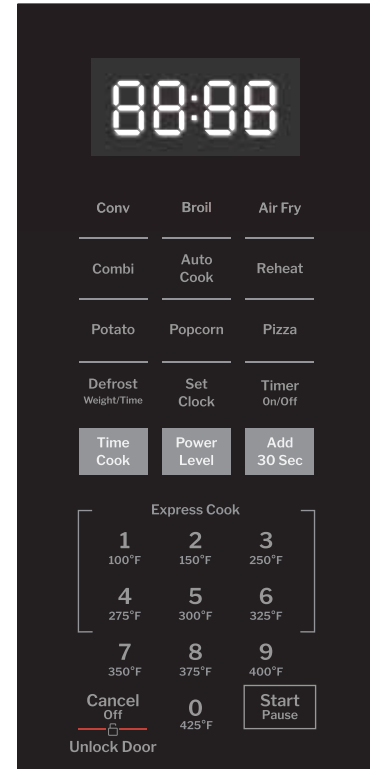 88:88
Conv Broil Air Fry
Combi Auto Cook Reheat
Potato Popcorn Pizza
Defrost Weight/Time Set Clock Timer On/Off
Time Cook Power Level Add 30 Sec
Express Cook
1 2 3
100°F 150°F 250°F
4 5 6
275°F 300°F 325°F
7 8 9
350°F 375°F 400°F
Cancel Off 0 425°F Start Pause
Unlock Door